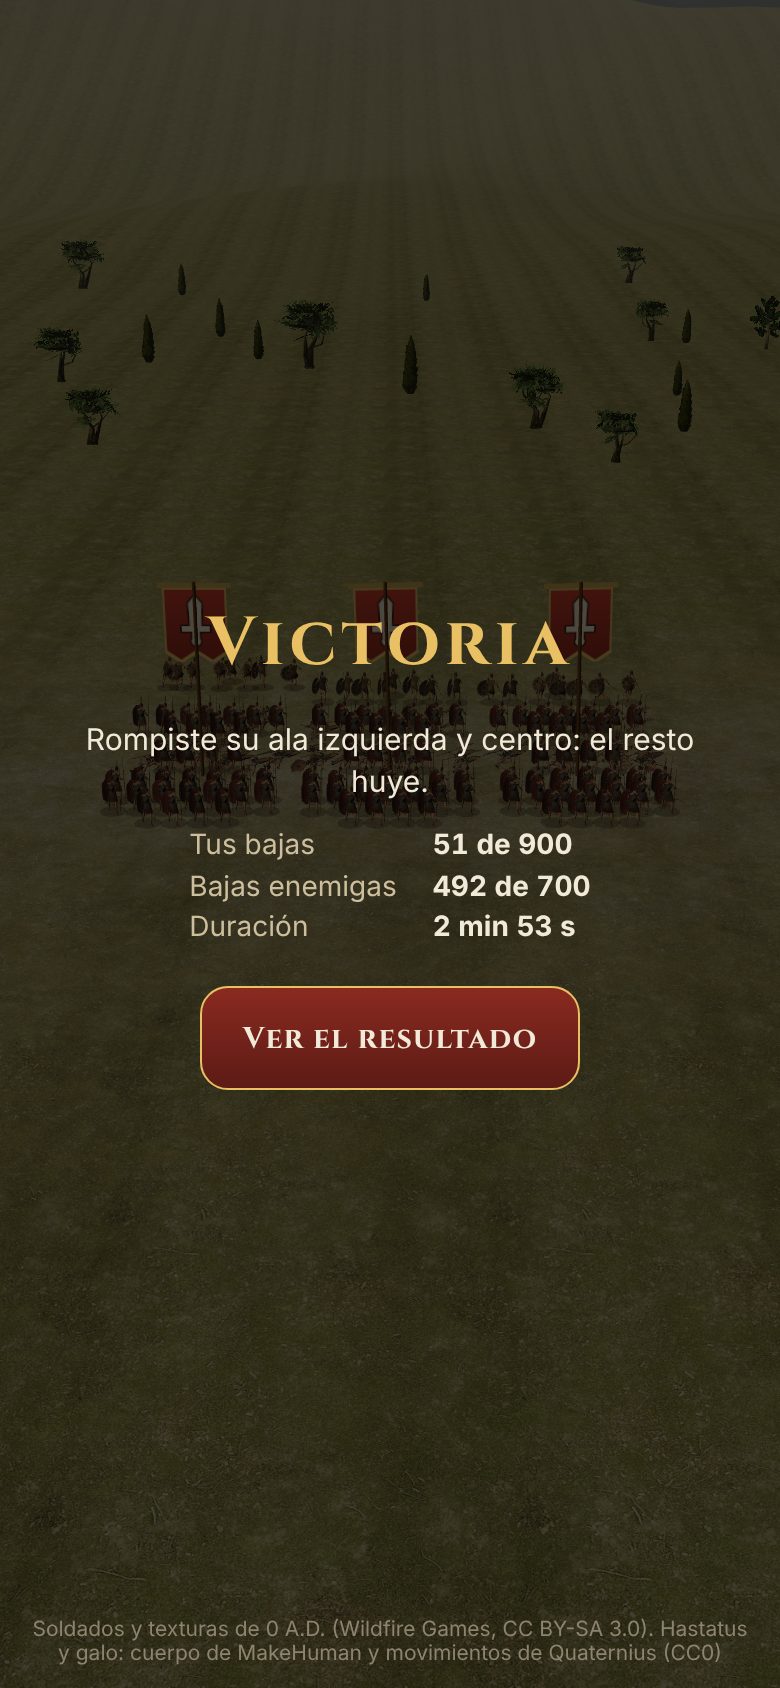 Victoria
Rompiste su ala izquierda y centro: el resto
huye.
Tus bajas 51 de 900
Bajas enemigas 492 de 700
Duración 2 min 53 s
Ver el resultado
Soldados y texturas de 0 A.D. (Wildfire Games, CC BY-SA 3.0). Hastatus
y galo: cuerpo de MakeHuman y movimientos de Quaternius (CC0)